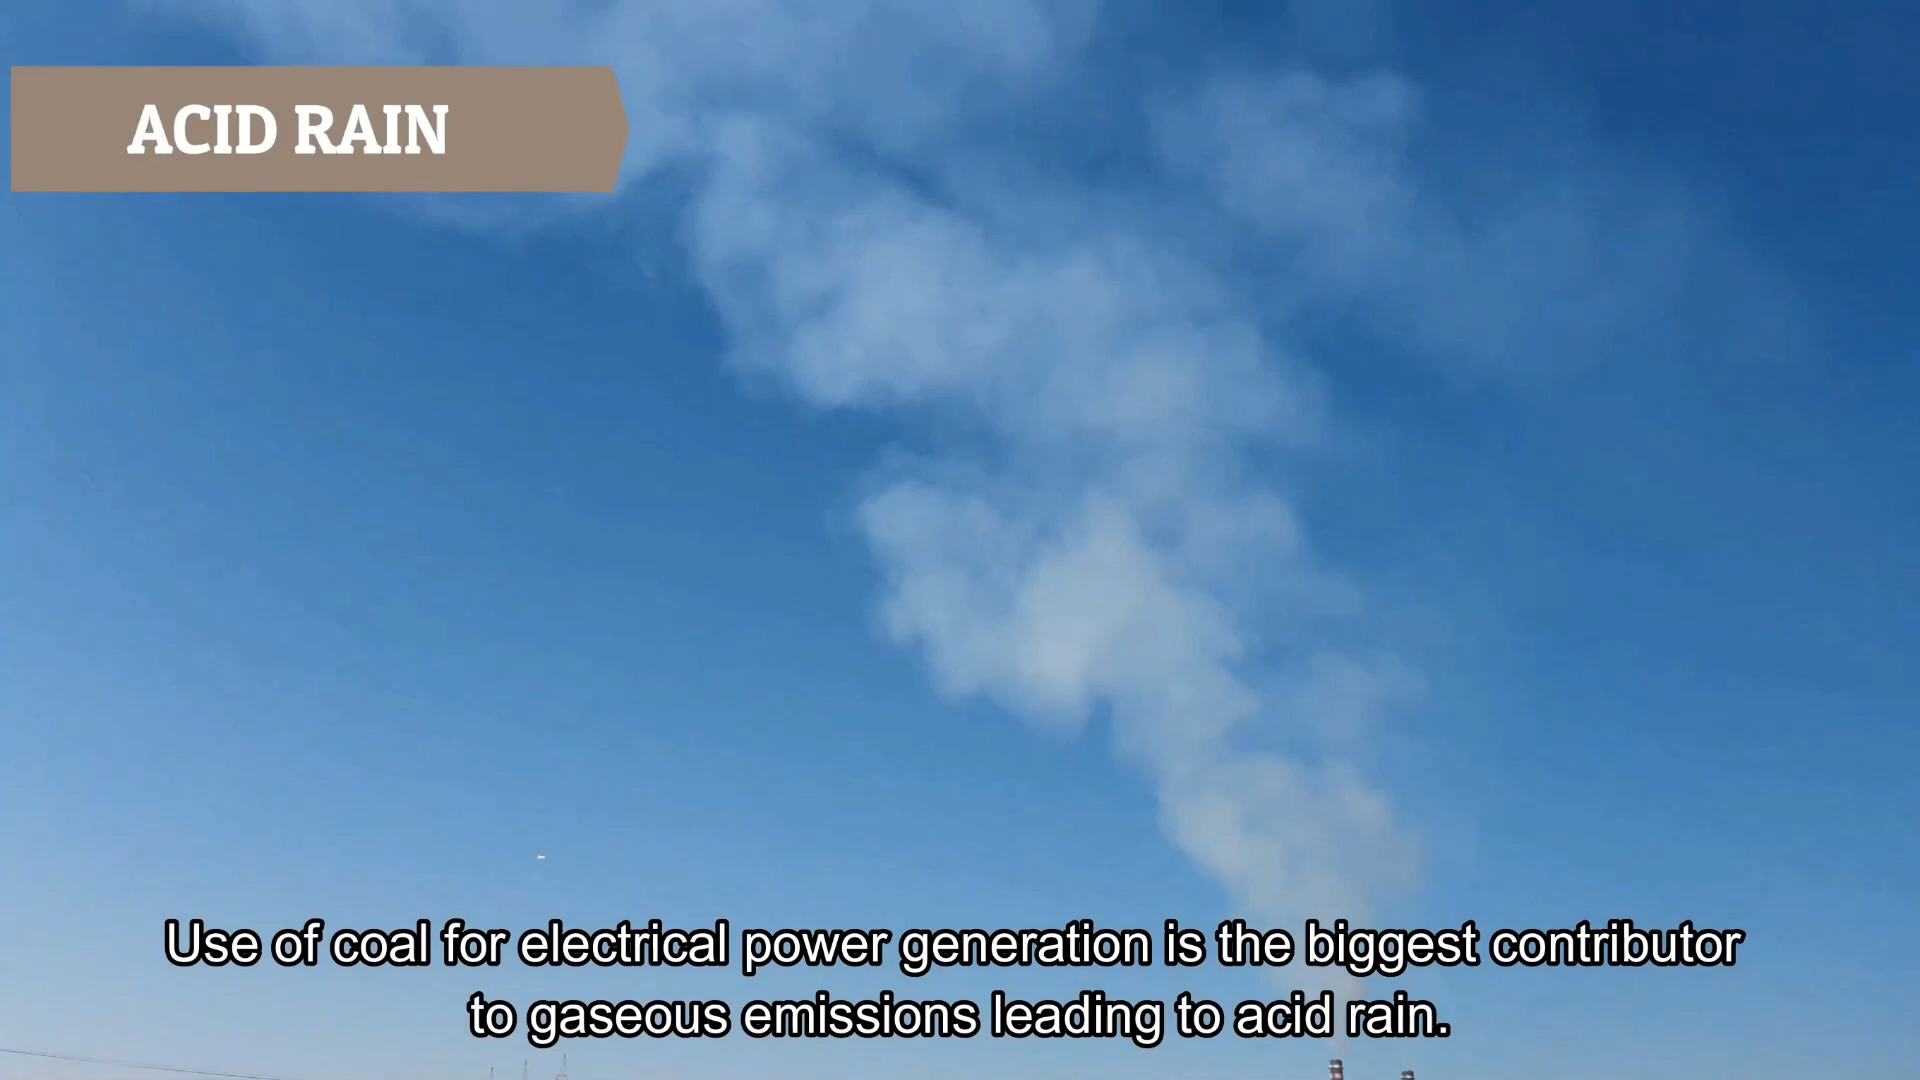 ACID RAIN
Use of coal for electrical power generation is the biggest contributor
to gaseous emissions leading to acid rain.